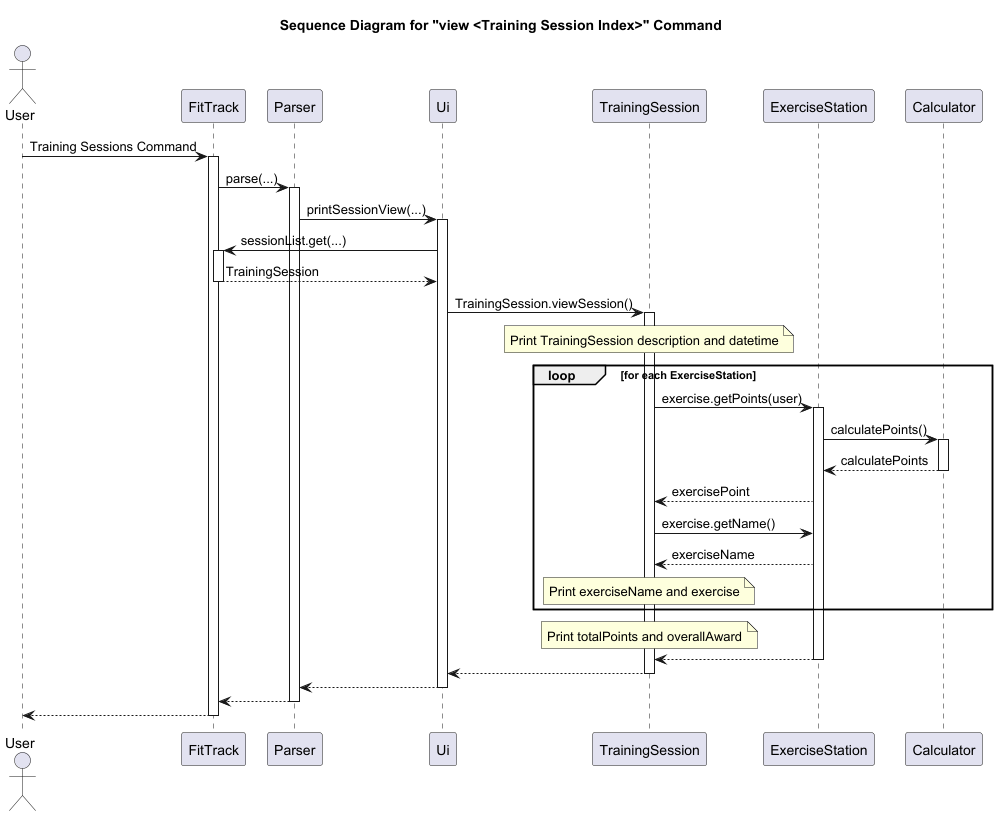 Sequence Diagram for "view <Training Session Index>" Command
User
FitTrack
Parser
Ui
TrainingSession
ExerciseStation
Calculator
Training Sessions Command
parse(...)
printSessionView(...)
sessionList.get(...)
TrainingSession
TrainingSession.viewSession()
Print TrainingSession description and datetime
loop
[for each ExerciseStation]
exercise.getPoints(user)
calculatePoints()
calculatePoints
exercisePoint
exercise.getName()
exerciseName
Print exerciseName and exercise
Print totalPoints and overallAward
User
FitTrack
Parser
Ui
TrainingSession
ExerciseStation
Calculator